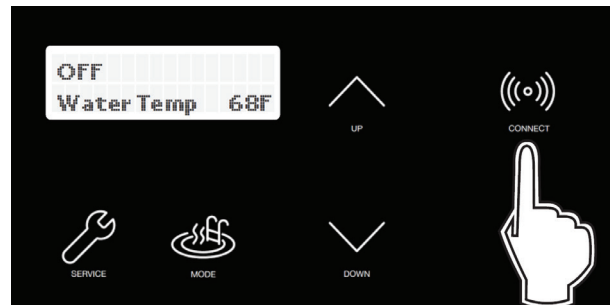 OFF
Water Temp 68F
UP
CONNECT
SERVICE
MODE
DOWN